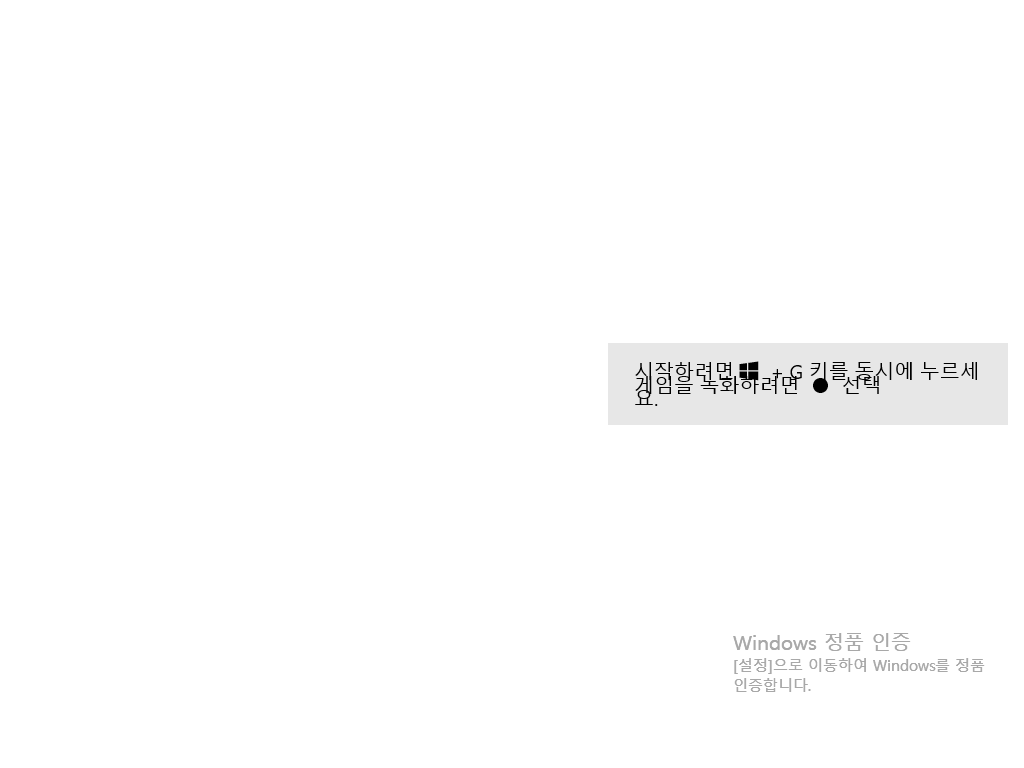 시작하려면 + G 키를 동시에 누르세
요.
게임을 녹화하려면 ● 선택
Windows 정품 인증
[설정]으로 이동하여 Windows를 정품
인증합니다.